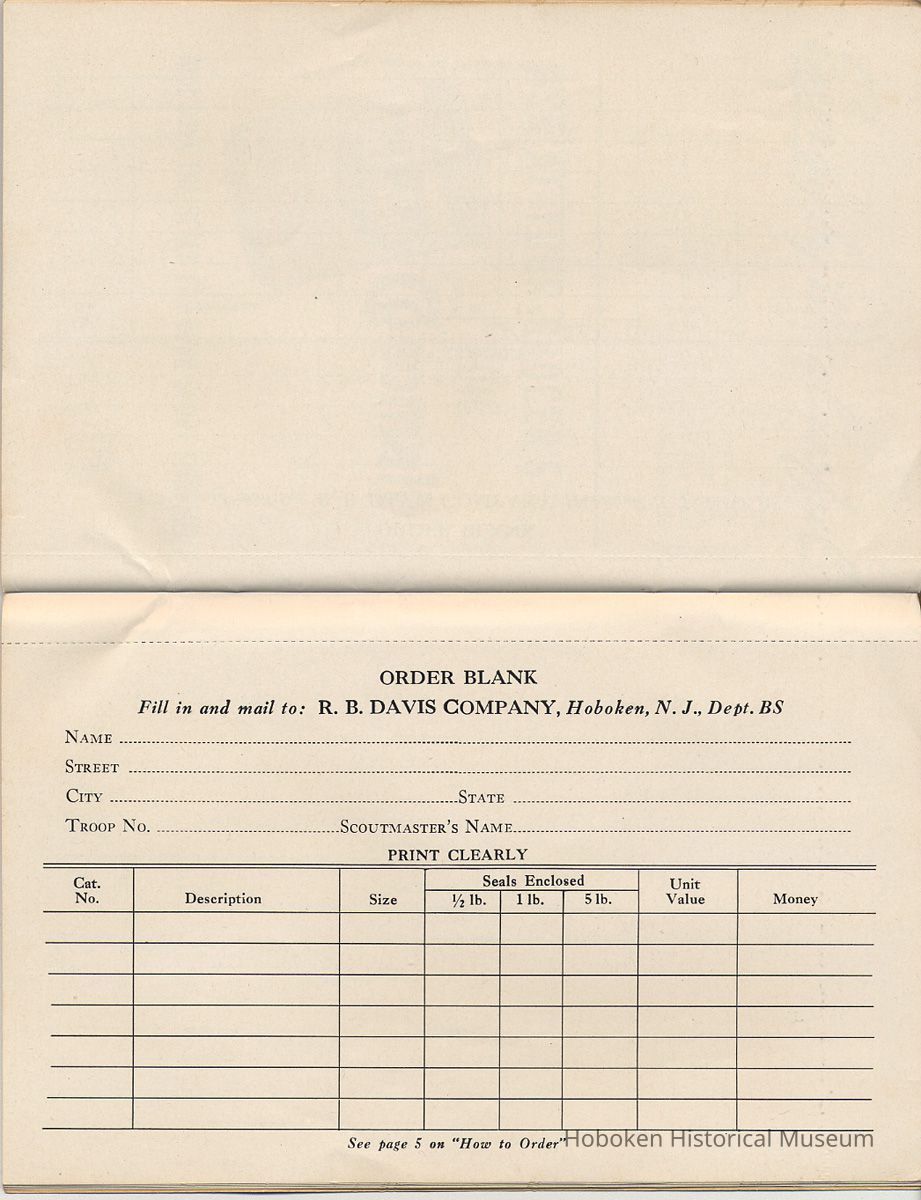 ORDER BLANK
Fill in and mail to: R. B. DAVIS COMPANY, Hoboken, N. J., Dept. BS
NAME
STREET
CITY STATE
TROOP NO. SCOUTMASTER'S NAME
PRINT CLEARLY
Cat. No. Description Size Seals Enclosed ½ lb. 1 lb. 5 lb. Unit Value Money
See page 5 on "How to Order"
Hoboken Historical Museum